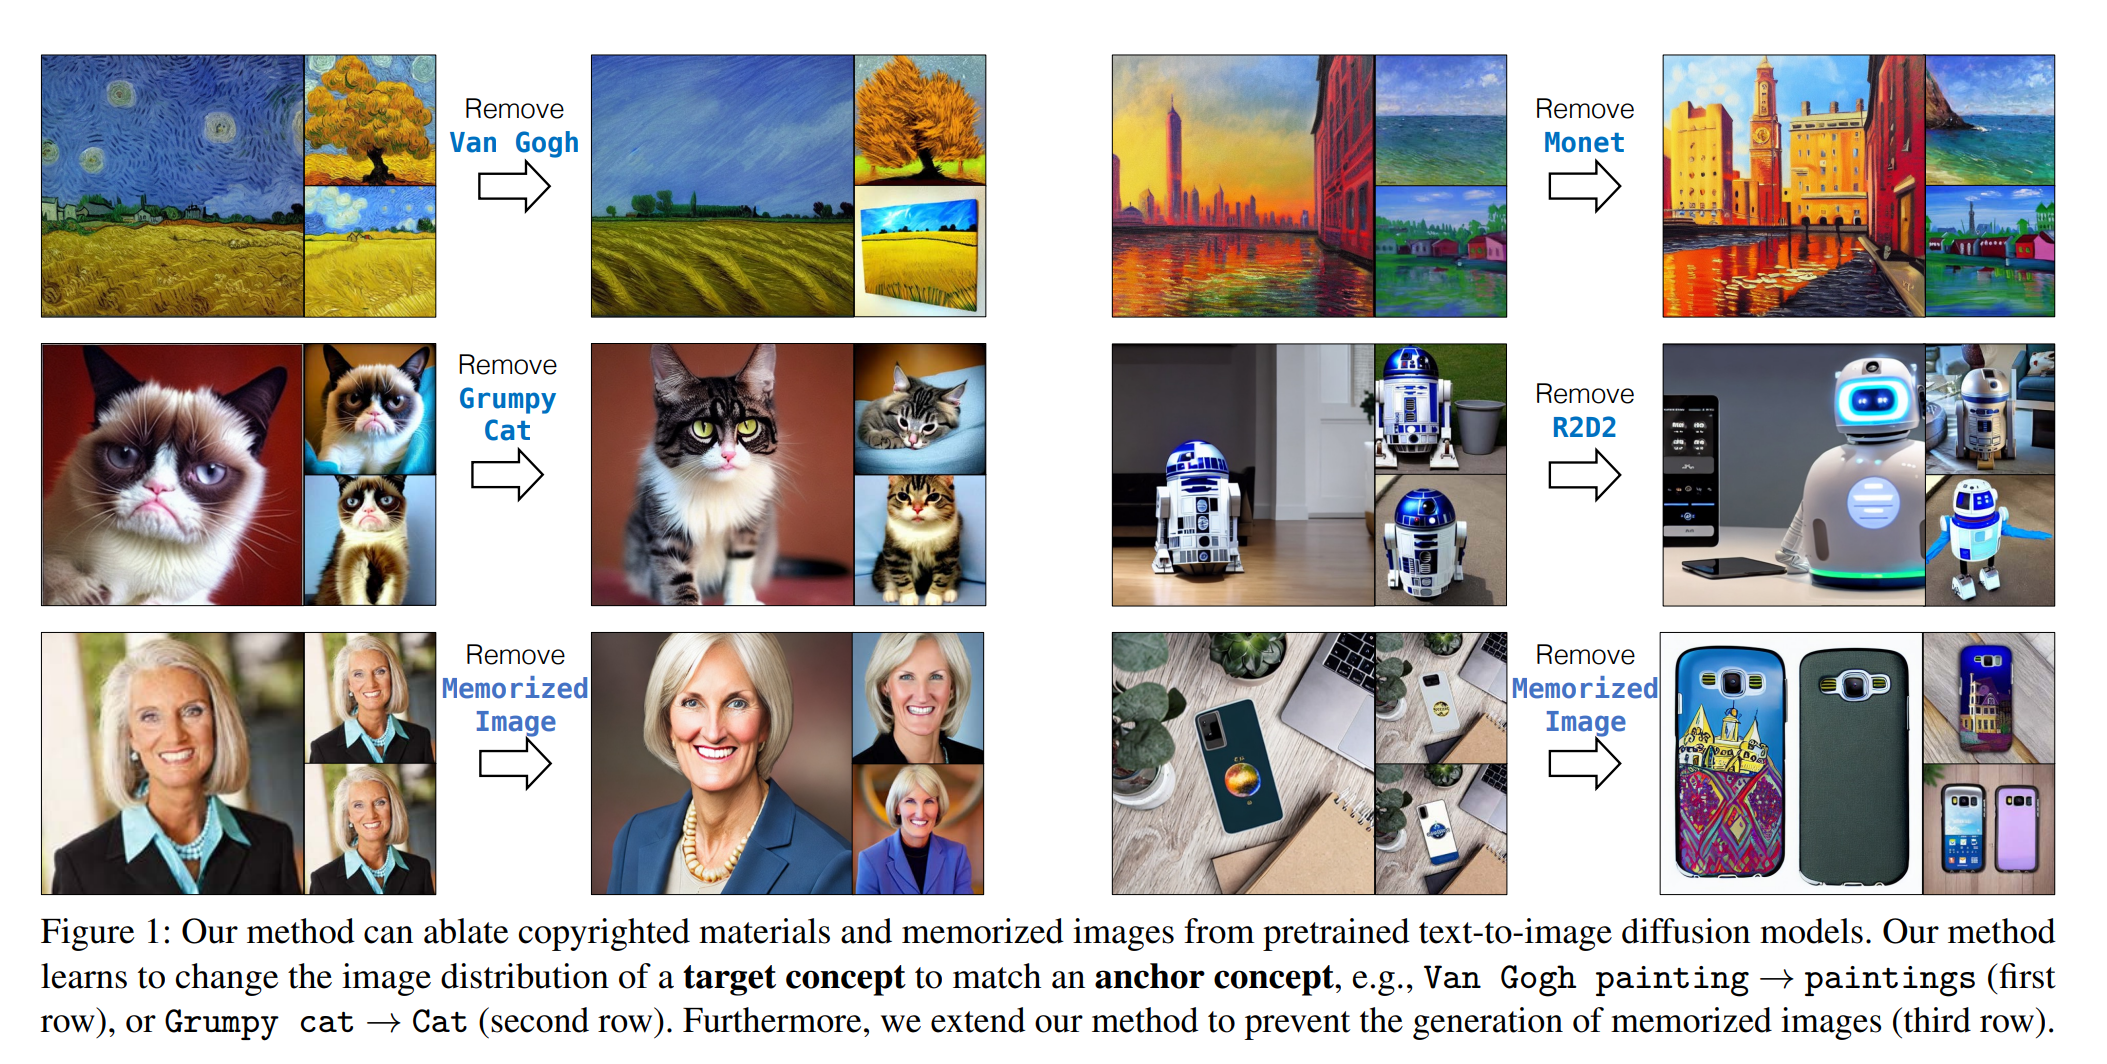 Remove
Van Gogh
Remove
Monet
Remove
Grumpy
Cat
Remove
R2D2
Remove
Memorized
Image
Remove
Memorized
Image
Figure 1: Our method can ablate copyrighted materials and memorized images from pretrained text-to-image diffusion models. Our method
learns to change the image distribution of a target concept to match an anchor concept, e.g., Van Gogh painting → paintings (first
row), or Grumpy cat → Cat (second row). Furthermore, we extend our method to prevent the generation of memorized images (third row).